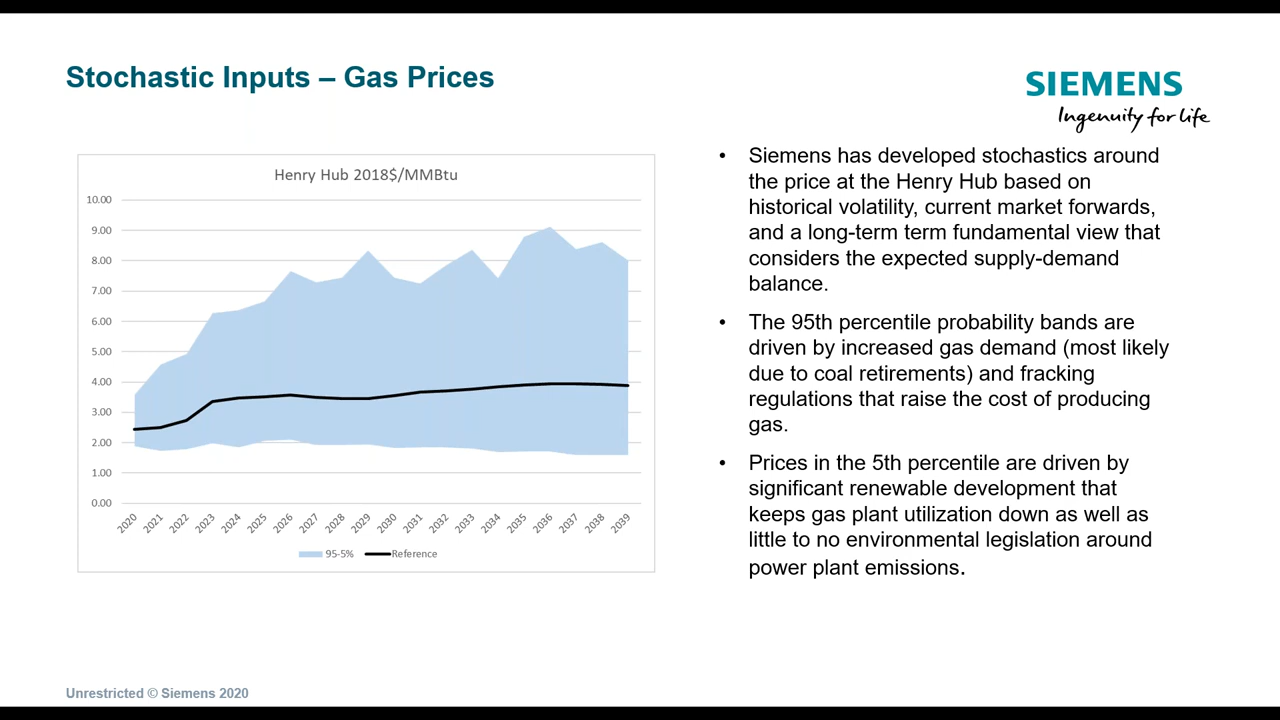 Stochastic Inputs – Gas Prices
SIEMENS
Ingenuity for life
Henry Hub 2018$/MMBtu
10.00
9.00
8.00
7.00
6.00
5.00
4.00
3.00
2.00
1.00
0.00
2020
2021
2022
2023
2024
2025
2026
2027
2028
2029
2030
2031
2032
2033
2034
2035
2036
2037
2038
2039
95-5%
Reference
• Siemens has developed stochastics around
the price at the Henry Hub based on
historical volatility, current market forwards,
and a long-term term fundamental view that
considers the expected supply-demand
balance.
• The 95th percentile probability bands are
driven by increased gas demand (most likely
due to coal retirements) and fracking
regulations that raise the cost of producing
gas.
• Prices in the 5th percentile are driven by
significant renewable development that
keeps gas plant utilization down as well as
little to no environmental legislation around
power plant emissions.
Unrestricted © Siemens 2020